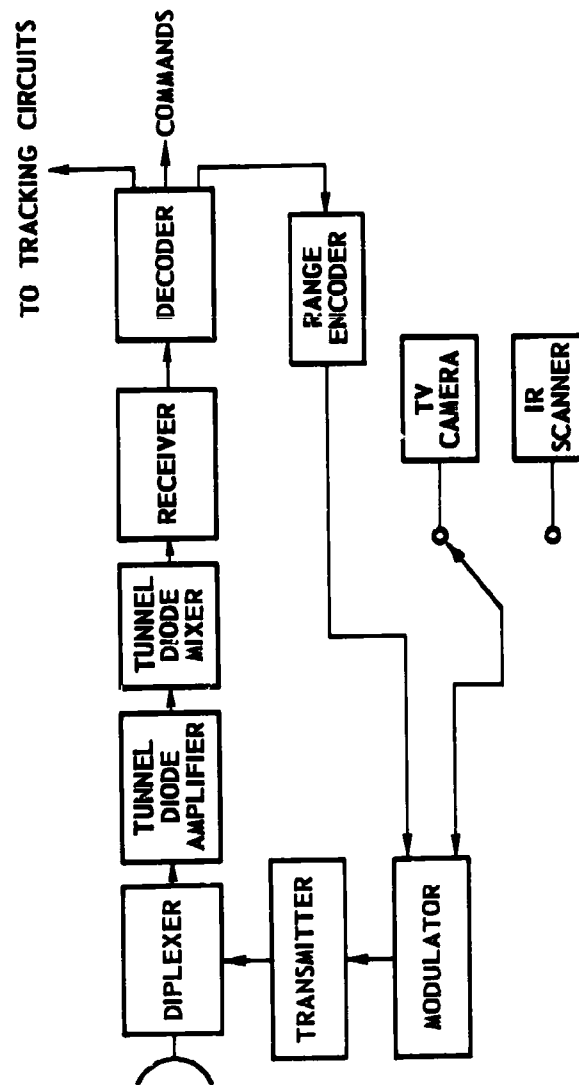 TO TRACKING CIRCUITS
COMMANDS
DIPLEXER
TUNNEL
DIODE
AMPLIFIER
TUNNEL
DIODE
MIXER
RECEIVER
DECODER
TRANSMITTER
RANGE
ENCODER
MODULATOR
TV
CAMERA
IR
SCANNER